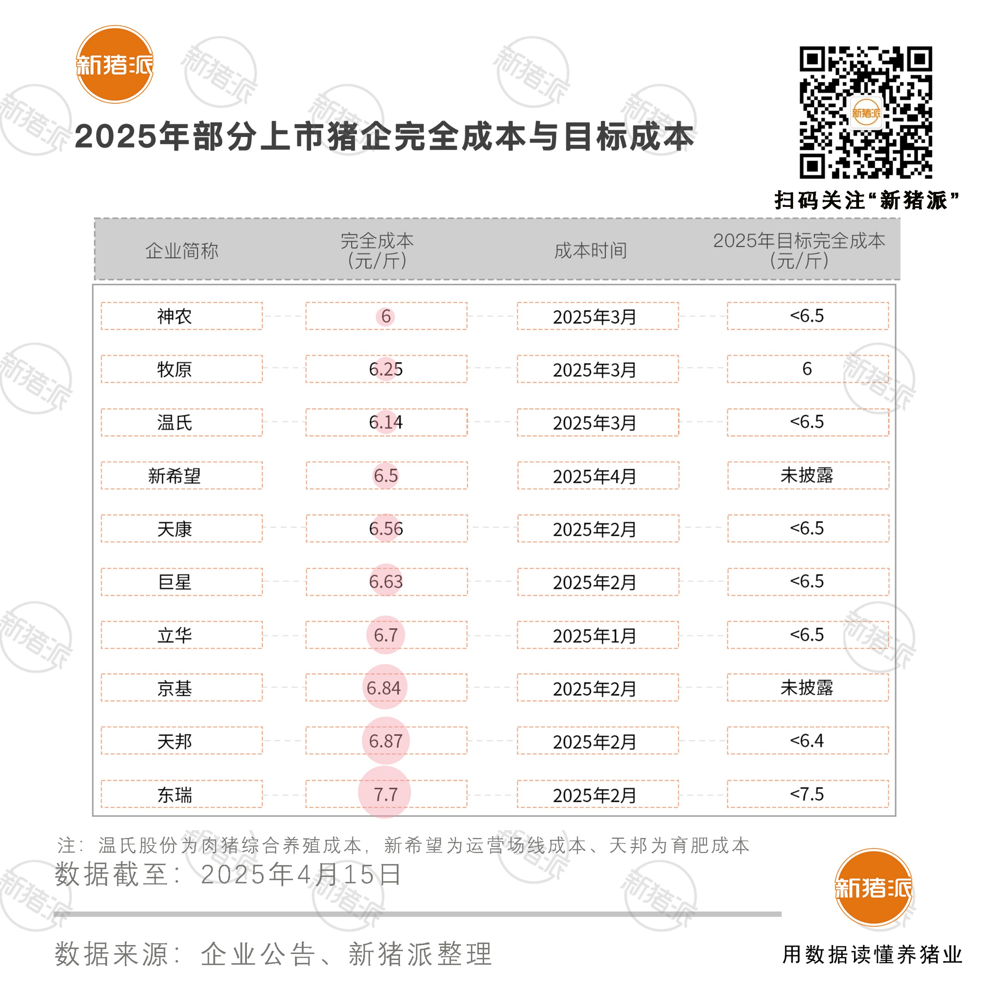 新猪派
2025年部分上市猪企完全成本与目标成本
扫码关注“新猪派”
企业简称 完全成本(元/斤) 成本时间 2025年目标完全成本(元/斤)
神农 6 2025年3月 <6.5
牧原 6.25 2025年3月 6
温氏 6.14 2025年3月 <6.5
新希望 6.5 2025年4月 未披露
天康 6.56 2025年2月 <6.5
巨星 6.63 2025年2月 <6.5
立华 6.7 2025年1月 <6.5
京基 6.84 2025年2月 未披露
天邦 6.87 2025年2月 <6.4
东瑞 7.7 2025年2月 <7.5
注：温氏股份为肉猪综合养殖成本，新希望为运营场线成本、天邦为育肥成本
数据截至：2025年4月15日
新猪派
数据来源：企业公告、新猪派整理
用数据读懂养猪业